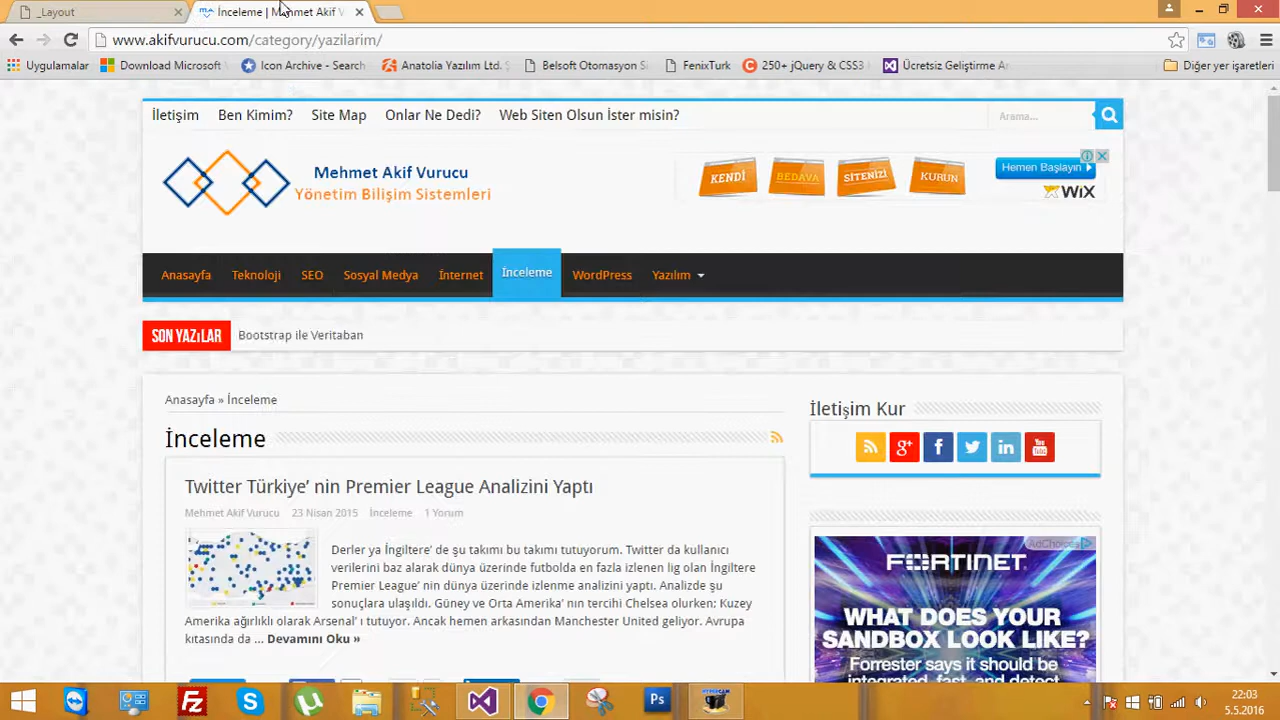 _Layout
İnceleme | Mehmet Akif V
www.akifvurucu.com/category/yazilarim/
Uygulamalar
Download Microsoft
Icon Archive - Search
Anatolia Yazılım Ltd. Ş
Belsoft Otomasyon Si
FenixTurk
250+ jQuery & CSS3
Ücretsiz Geliştirme A
Diğer yer işaretleri
İletişim
Ben Kimim?
Site Map
Onlar Ne Dedi?
Web Siten Olsun İster misin?
Arama...
Mehmet Akif Vurucu
Yönetim Bilişim Sistemleri
KENDİ
BEDAVA
SİTENİZİ
KURUN
Hemen Başlayın
WiX
Anasayfa
Teknoloji
SEO
Sosyal Medya
İnternet
İnceleme
WordPress
Yazılım
SON YAZıLAR
Bootstrap ile Veritaban
Anasayfa » İnceleme
İletişim Kur
İnceleme
Twitter Türkiye’ nin Premier League Analizini Yaptı
Mehmet Akif Vurucu
23 Nisan 2015
İnceleme
1 Yorum
Derler ya İngiltere’ de şu takımı bu takımı tutuyorum. Twitter da kullanıcı
verilerini baz alarak dünya üzerinde futbolda en fazla izlenen lig olan İngiltere
Premier League’ nin dünya üzerinde izlenme analizini yaptı. Analizde şu
sonuçlara ulaşıldı. Güney ve Orta Amerika’ nın tercihi Chelsea olurken; Kuzey
Amerika ağırlıklı olarak Arsenal’ ı tutuyor. Ancak hemen arkasından Manchester United geliyor. Avrupa
kıtasında da ... Devamını Oku »
AdChoices
FORTINET
WHAT DOES YOUR
SANDBOX LOOK LIKE?
Forrester says it should be
integrated, fast, and detect
22:03
5.5.2016